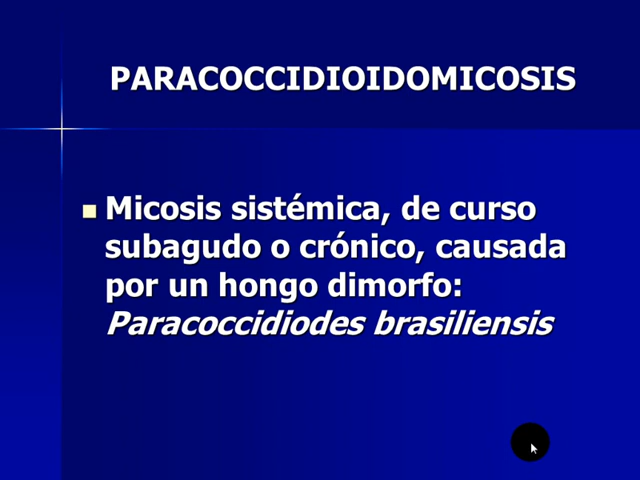 PARACOCCIDIOIDOMICOSIS
Micosis sistémica, de curso
subagudo o crónico, causada
por un hongo dimorfo:
Paracoccidiodes brasiliensis